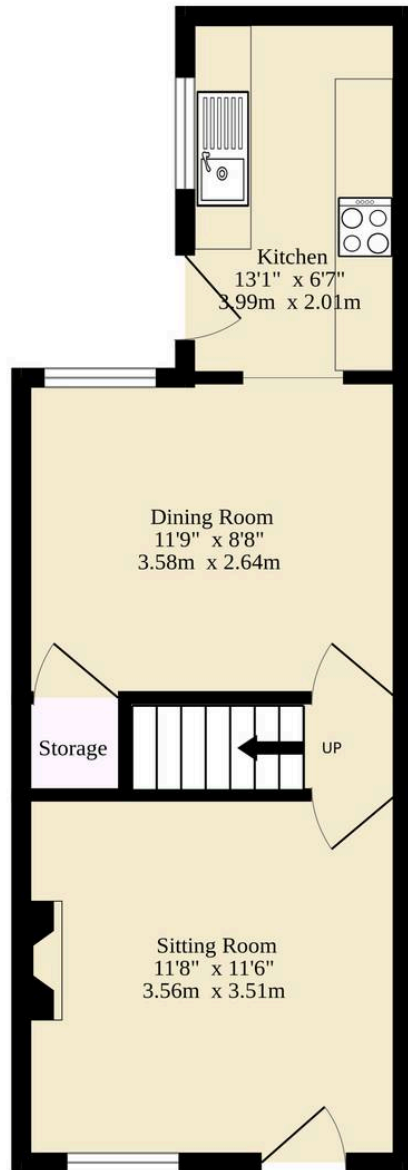 Kitchen
13'1" x 6'7"
3.99m x 2.01m
Dining Room
11'9" x 8'8"
3.58m x 2.64m
Storage
UP
Sitting Room
11'8" x 11'6"
3.56m x 3.51m